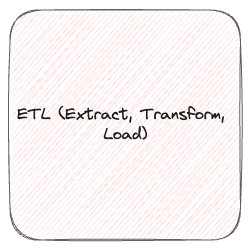 ETL (Extract, Transform,
Load)